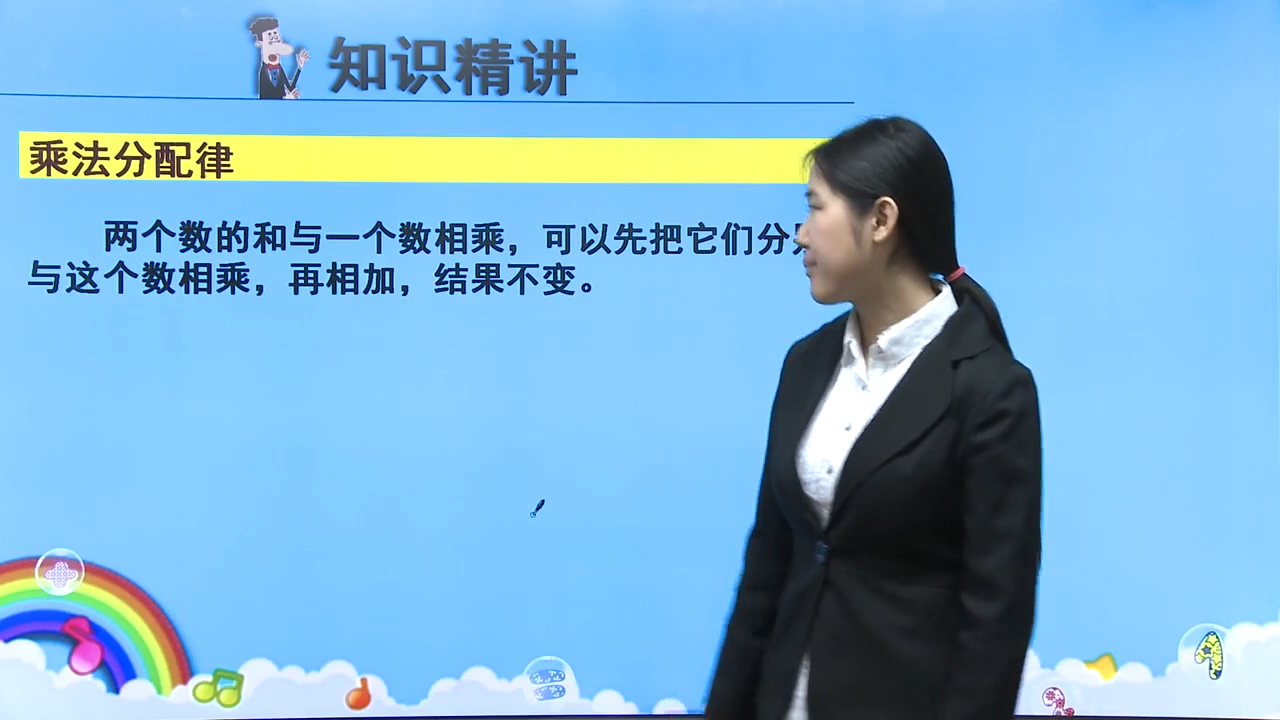 知识精讲
乘法分配律
两个数的和与一个数相乘，可以先把它们分别
与这个数相乘，再相加，结果不变。